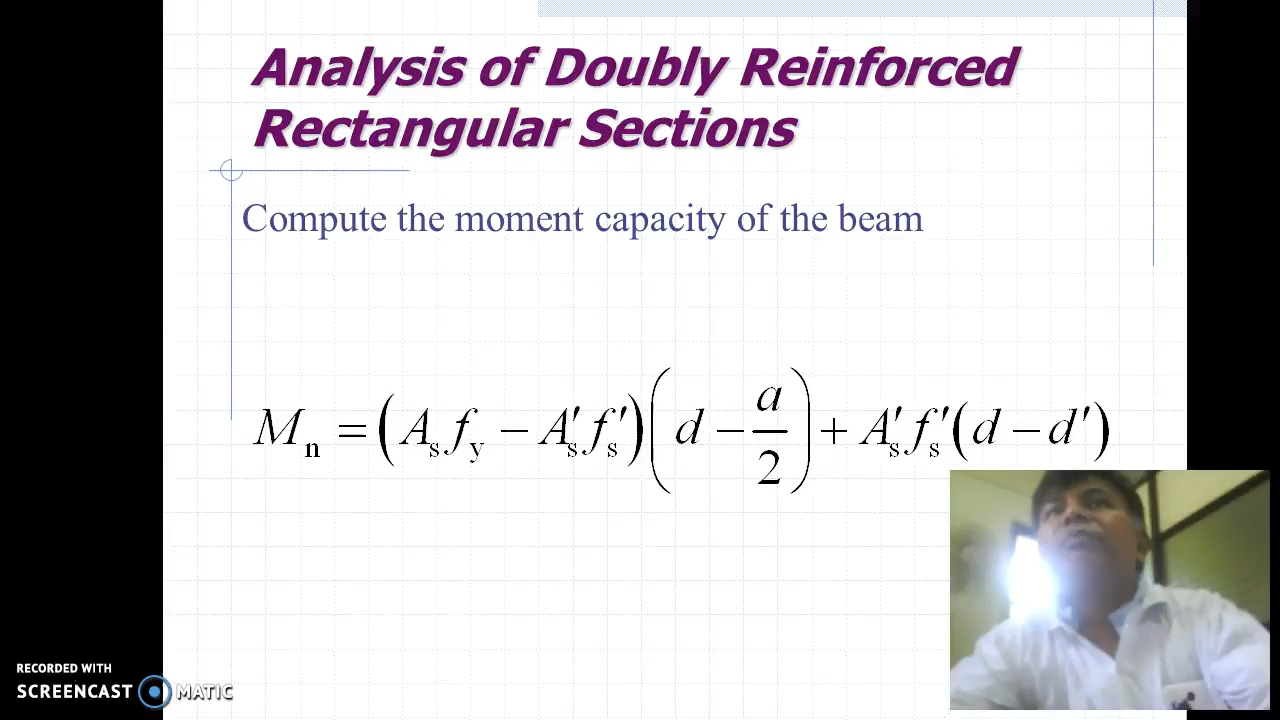 Analysis of Doubly Reinforced
Rectangular Sections
Compute the moment capacity of the beam
Mₙ = (Aₛf_y − A′ₛf′ₛ)(d − a/2) + A′ₛf′ₛ(d − d′)
RECORDED WITH
SCREENCAST MATIC